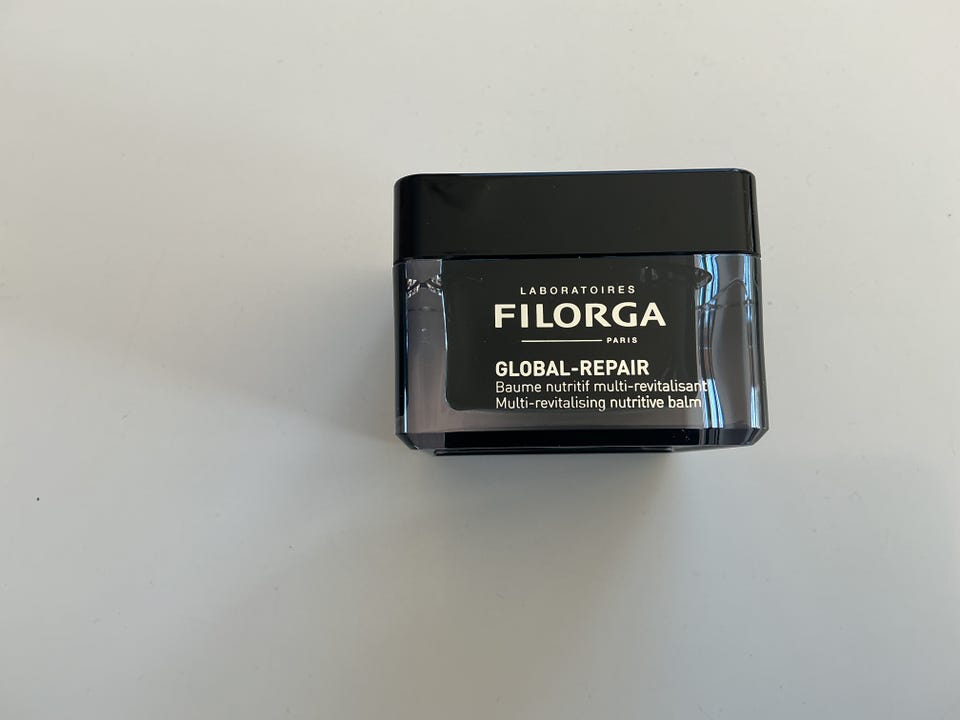 LABORATOIRES
FILORGA
PARIS
GLOBAL-REPAIR
Baume nutritif multi-revitalisant
Multi-revitalising nutritive balm